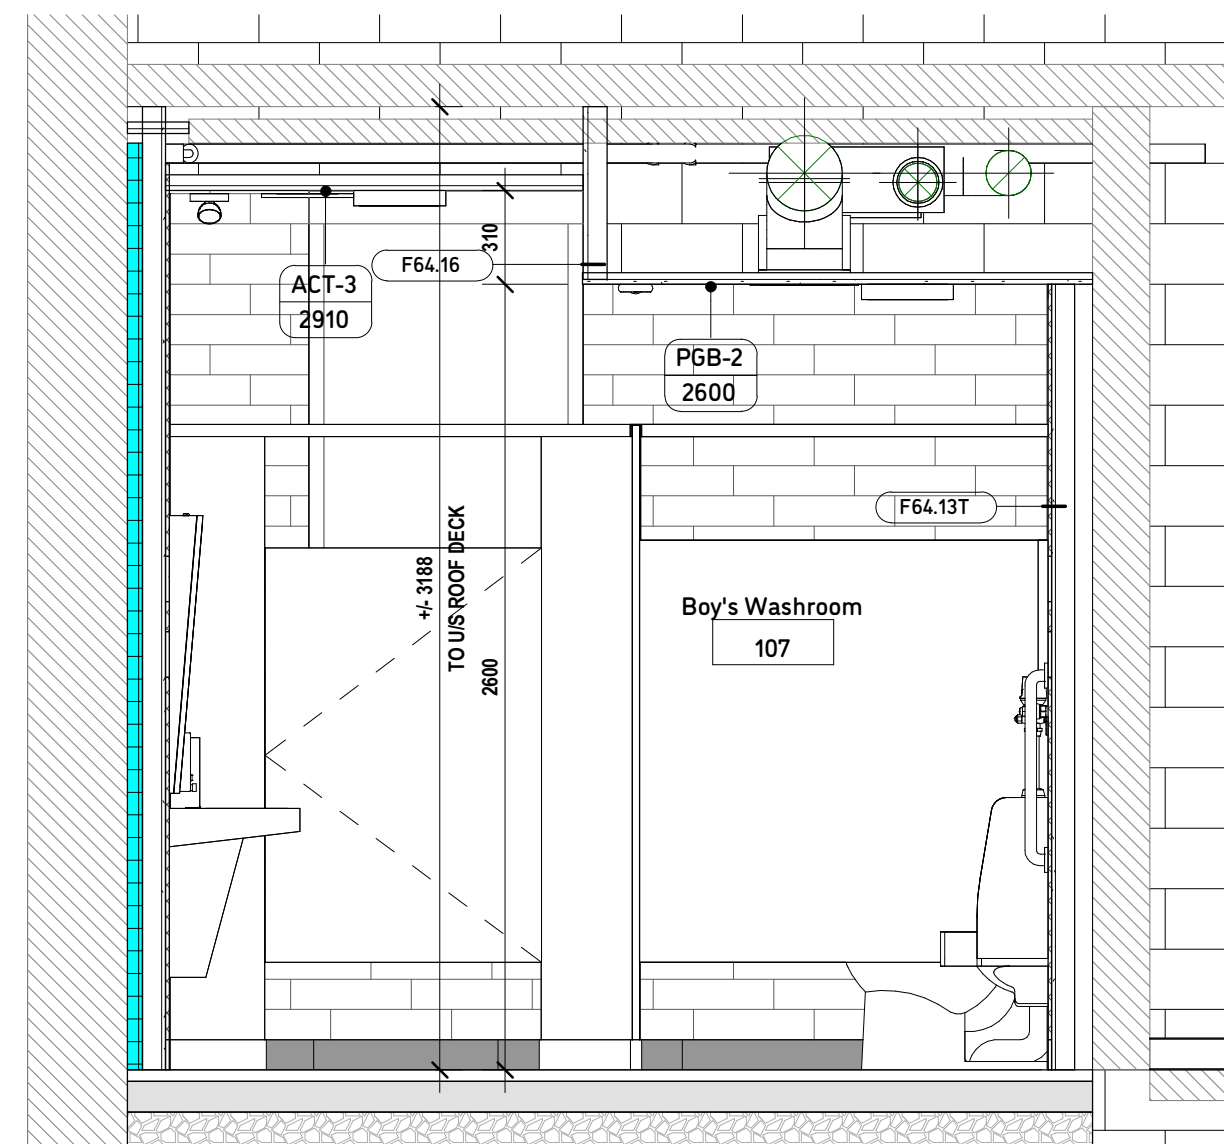 310
F64.16
ACT-3
2910
PGB-2
2600
F64.13T
+/- 3188
TO U/S ROOF DECK
2600
Boy's Washroom
107